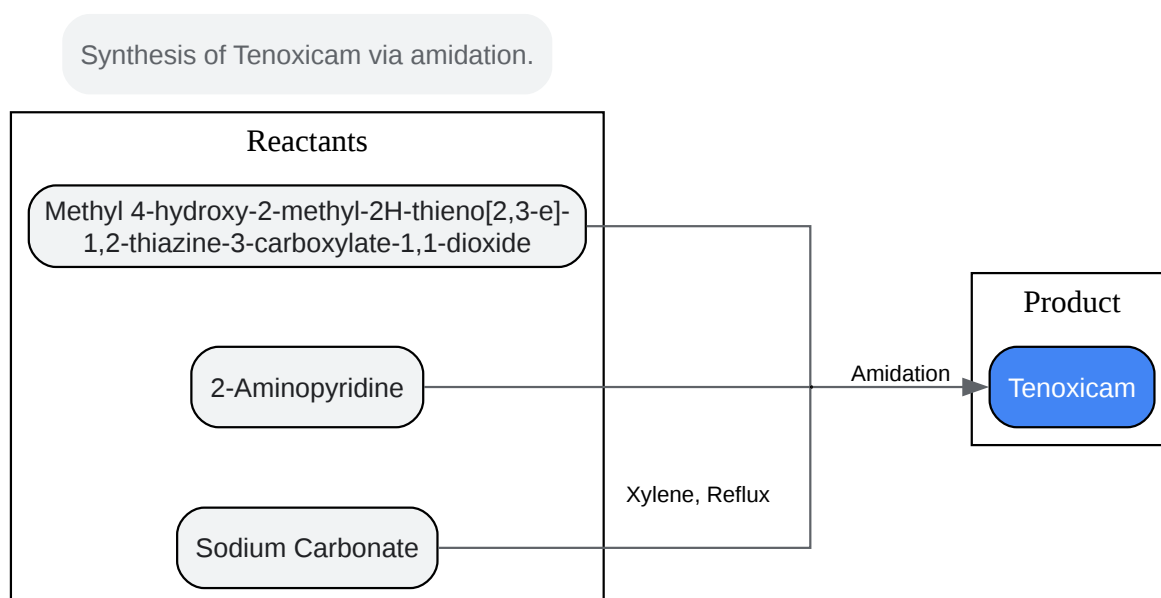 Synthesis of Tenoxicam via amidation.
Reactants
Methyl 4-hydroxy-2-methyl-2H-thieno[2,3-e]-
1,2-thiazine-3-carboxylate-1,1-dioxide
2-Aminopyridine
Sodium Carbonate
Xylene, Reflux
Amidation
Product
Tenoxicam